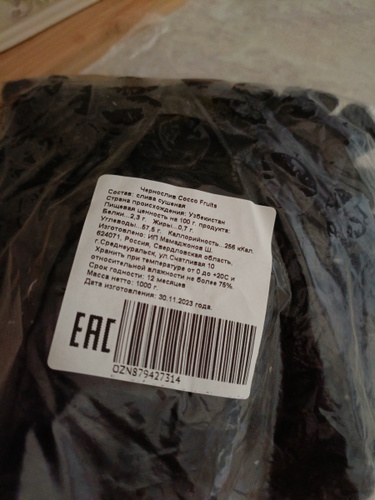 Чернослив Cocco Fruits
Состав: слива сушеная
Страна происхождения: Узбекистан
Пищевая ценность на 100 г. продукта:
Белки...2,3 г. Жиры...0,7 г.
Углеводы...57,5 г. Каллорийность...256 кКал.
Изготовлено: ИП Мамаджонов Ш.
624071, Россия, Свердловская область,
г.Среднеуральск, ул.Счатливая 10
Хранить при температуре от 0 до +20С и
относительной влажности не более 75%.
Срок годности: 12 месяцев
Масса нетто: 1000 г.
Дата изготовления: 30.11.2023 года.
EAC
OZN879427314